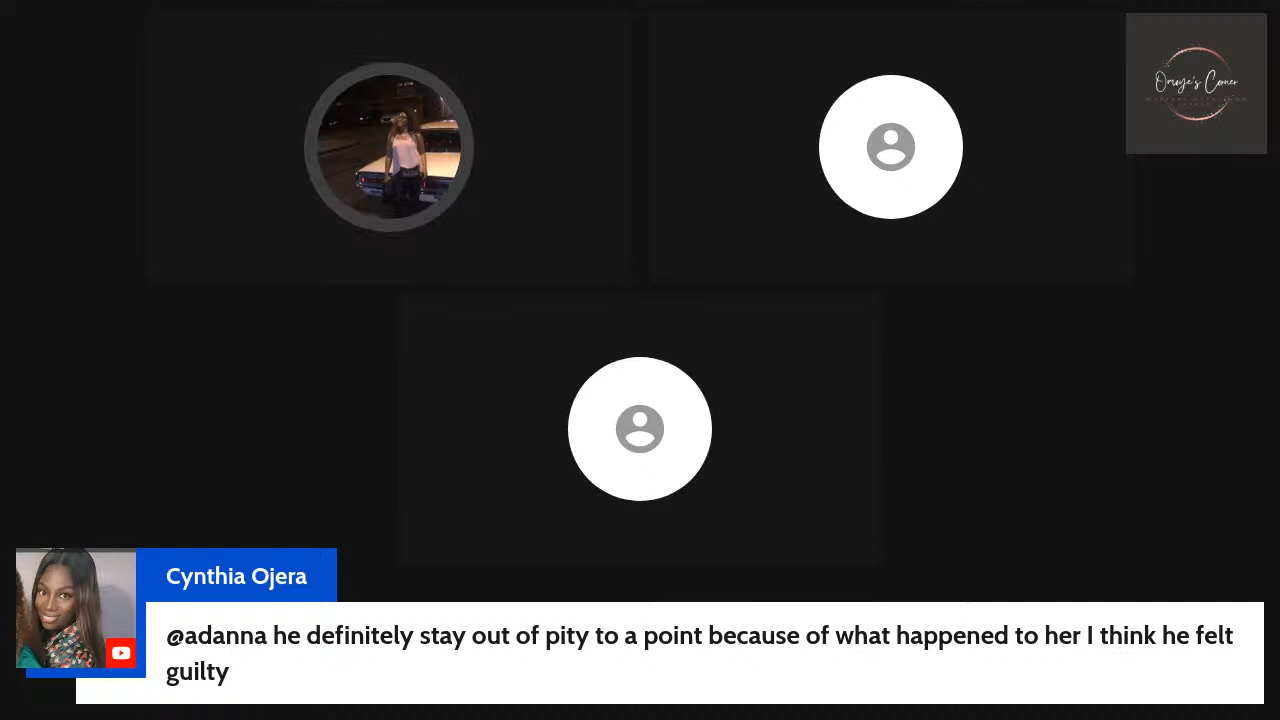 Omoye's Corner
Cynthia Ojera
@adanna he definitely stay out of pity to a point because of what happened to her I think he felt
guilty